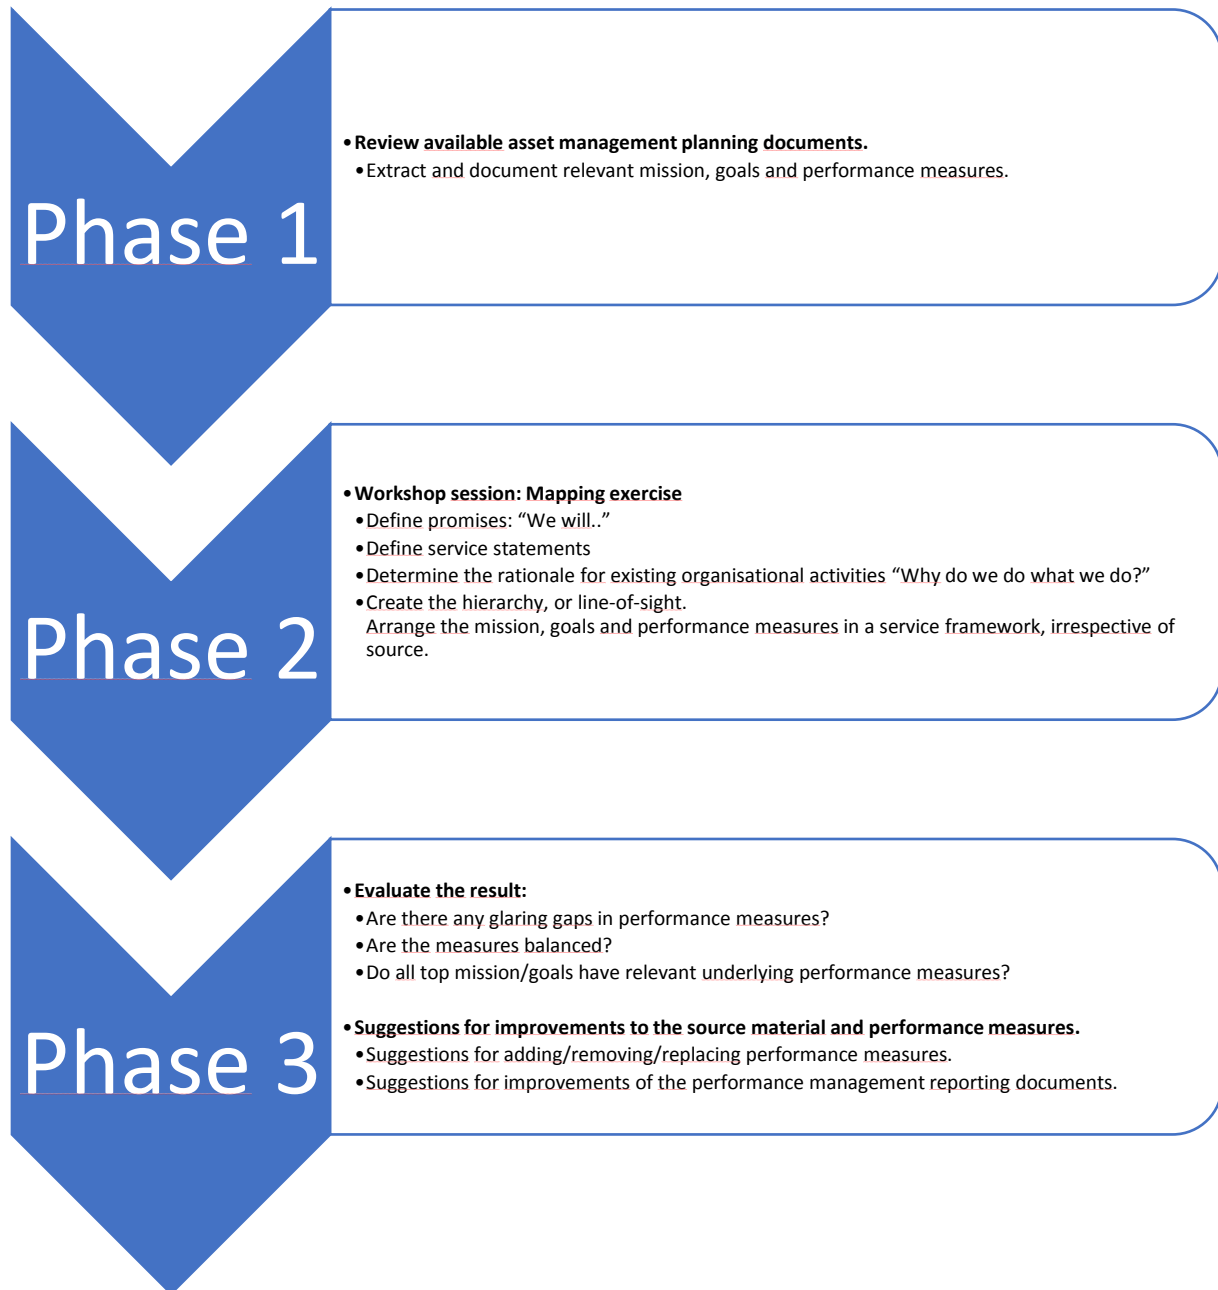 Phase 1
•Review available asset management planning documents.
•Extract and document relevant mission, goals and performance measures.
Phase 2
•Workshop session: Mapping exercise
•Define promises: “We will..”
•Define service statements
•Determine the rationale for existing organisational activities “Why do we do what we do?”
•Create the hierarchy, or line-of-sight.
Arrange the mission, goals and performance measures in a service framework, irrespective of
source.
Phase 3
•Evaluate the result:
•Are there any glaring gaps in performance measures?
•Are the measures balanced?
•Do all top mission/goals have relevant underlying performance measures?
•Suggestions for improvements to the source material and performance measures.
•Suggestions for adding/removing/replacing performance measures.
•Suggestions for improvements of the performance management reporting documents.